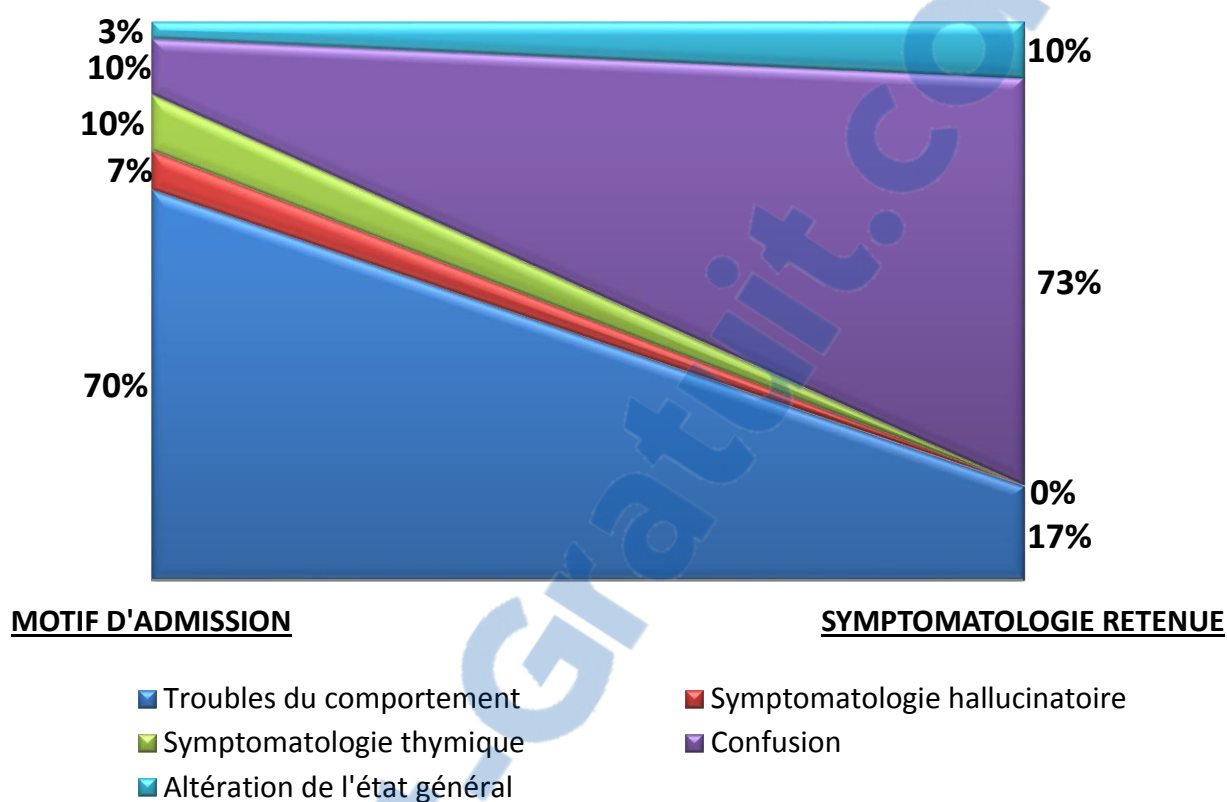 3%
10%
10%
10%
7%
73%
70%
0%
17%
MOTIF D'ADMISSION SYMPTOMATOLOGIE RETENUE
Troubles du comportement Symptomatologie hallucinatoire
Symptomatologie thymique Confusion
Altération de l'état général